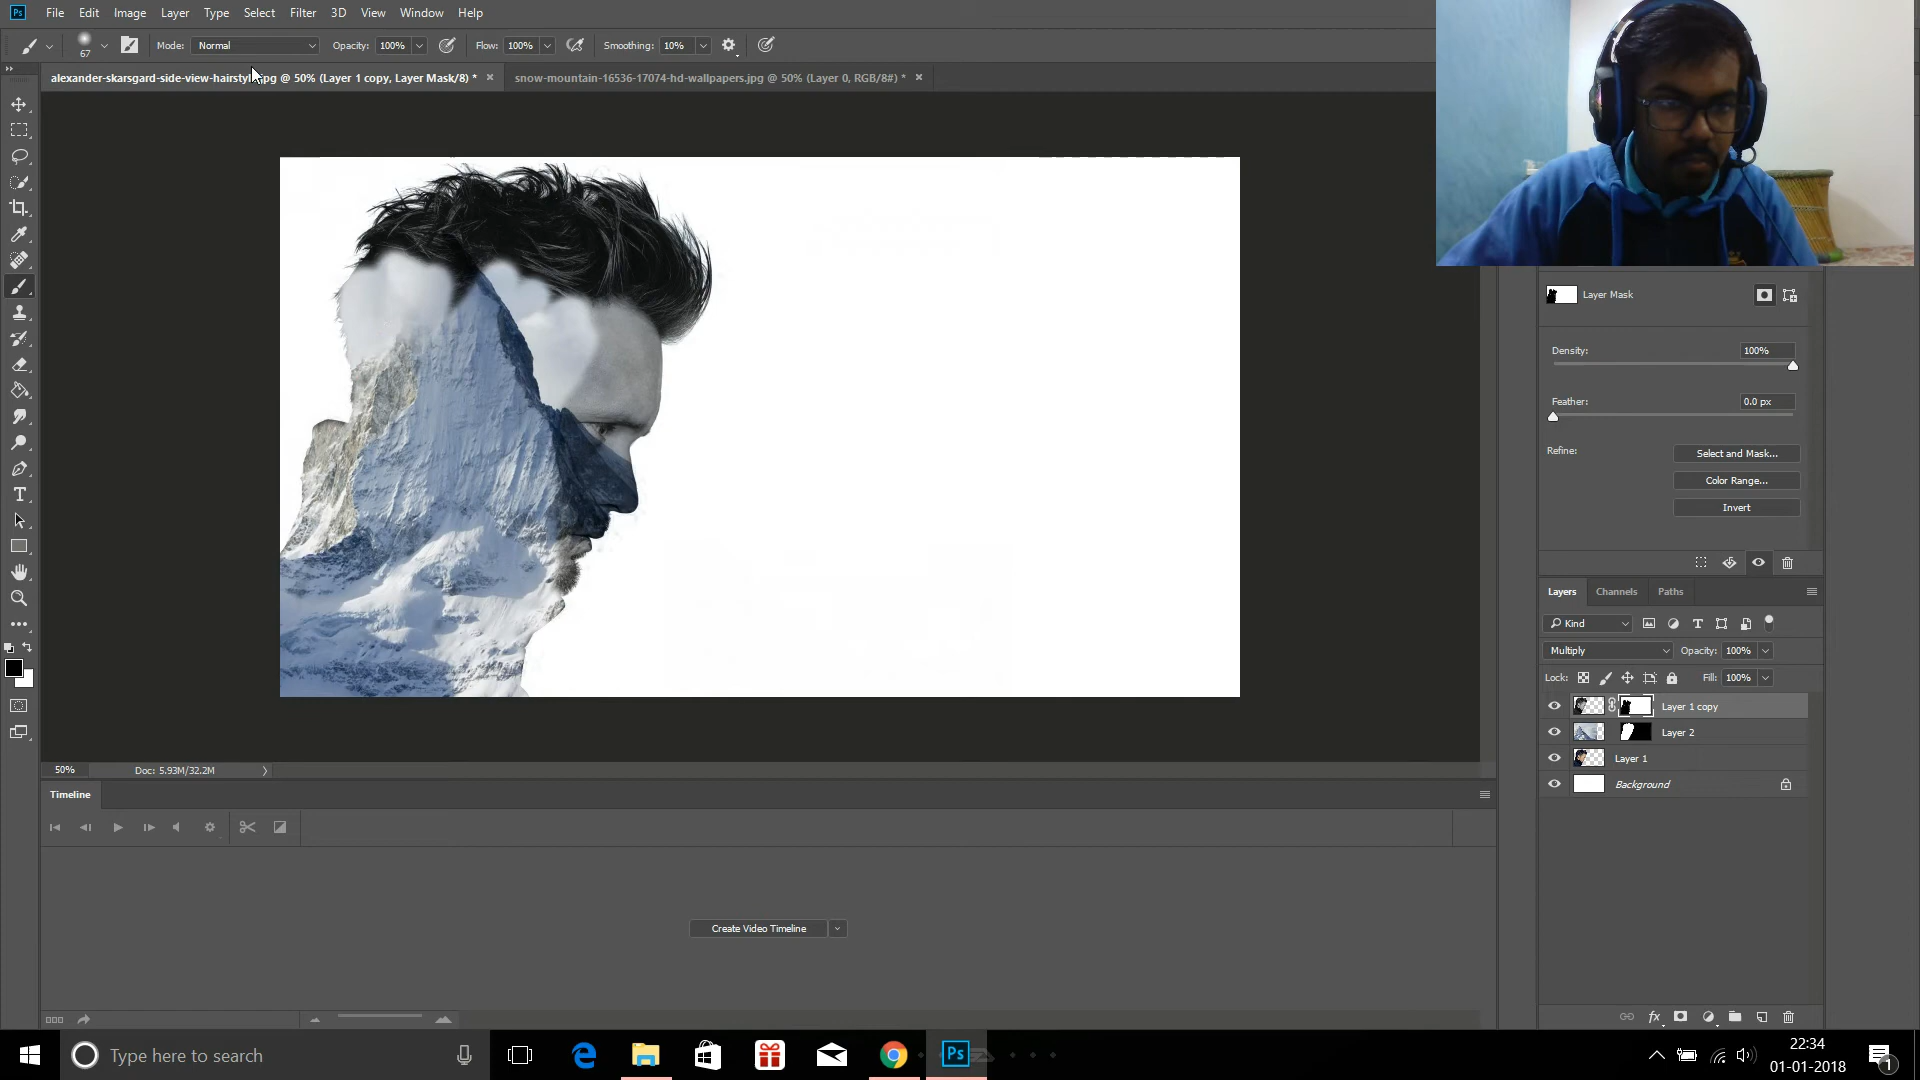 Ps File Edit Image Layer Type Select Filter 3D View Window Help
67 Mode: Normal Opacity: 100% Flow: 100% Smoothing: 10%
alexander-skarsgard-side-view-hairstyl jpg @ 50% (Layer 1 copy, Layer Mask/8) * × snow-mountain-16536-17074-hd-wallpapers.jpg @ 50% (Layer 0, RGB/8#) * ×
Layer Mask
Density: 100%
Feather: 0.0 px
Refine: Select and Mask...
Color Range...
Invert
Layers Channels Paths
Kind
Multiply Opacity: 100%
Lock: Fill: 100%
Layer 1 copy
Layer 2
Layer 1
Background
50% Doc: 5.93M/32.2M
Timeline
Create Video Timeline
Type here to search
Ps
22:34
01-01-2018
1